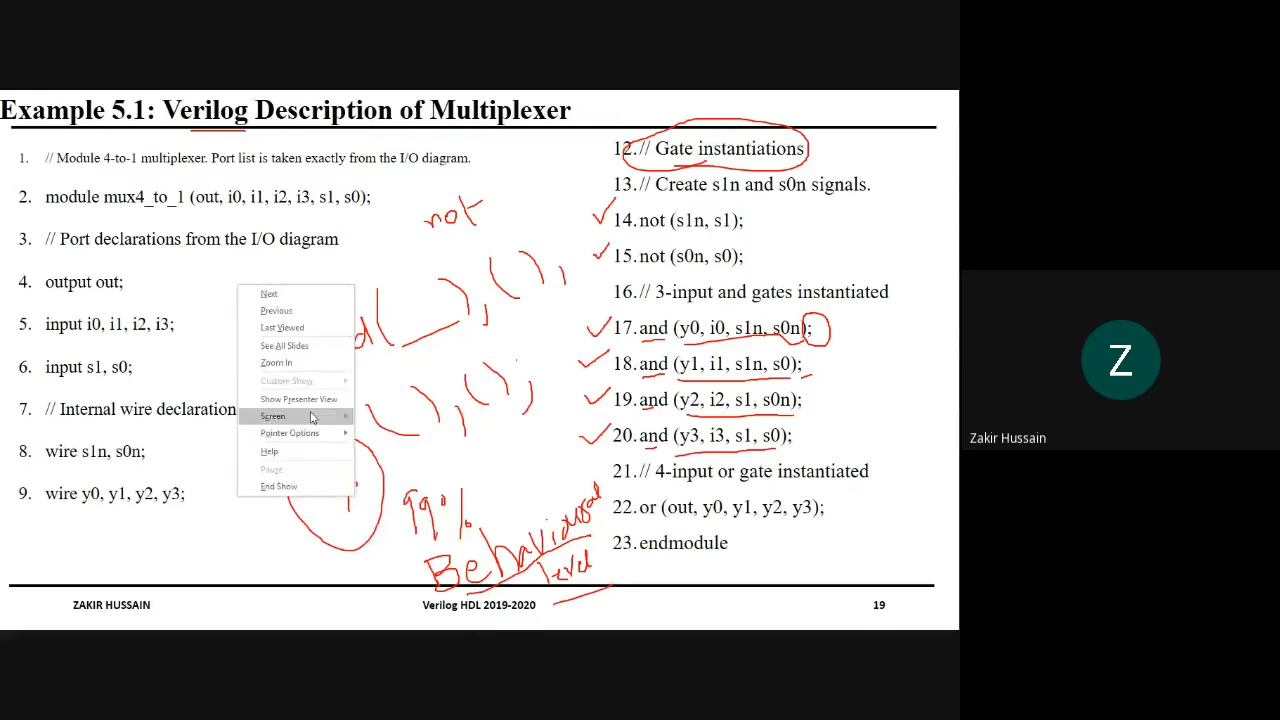 Example 5.1: Verilog Description of Multiplexer
1. // Module 4-to-1 multiplexer. Port list is taken exactly from the I/O diagram.
2. module mux4_to_1 (out, i0, i1, i2, i3, s1, s0);
3. // Port declarations from the I/O diagram
4. output out;
5. input i0, i1, i2, i3;
6. input s1, s0;
7. // Internal wire declaration
8. wire s1n, s0n;
9. wire y0, y1, y2, y3;
not
99%
Behavioural
level
Next
Previous
Last Viewed
See All Slides
Zoom In
Custom Show
Show Presenter View
Screen
Pointer Options
Help
Pause
End Show
12. // Gate instantiations
13. // Create s1n and s0n signals.
14. not (s1n, s1);
15. not (s0n, s0);
16. // 3-input and gates instantiated
17. and (y0, i0, s1n, s0n);
18. and (y1, i1, s1n, s0);
19. and (y2, i2, s1, s0n);
20. and (y3, i3, s1, s0);
21. // 4-input or gate instantiated
22. or (out, y0, y1, y2, y3);
23. endmodule
ZAKIR HUSSAIN Verilog HDL 2019-2020 19
Z
Zakir Hussain